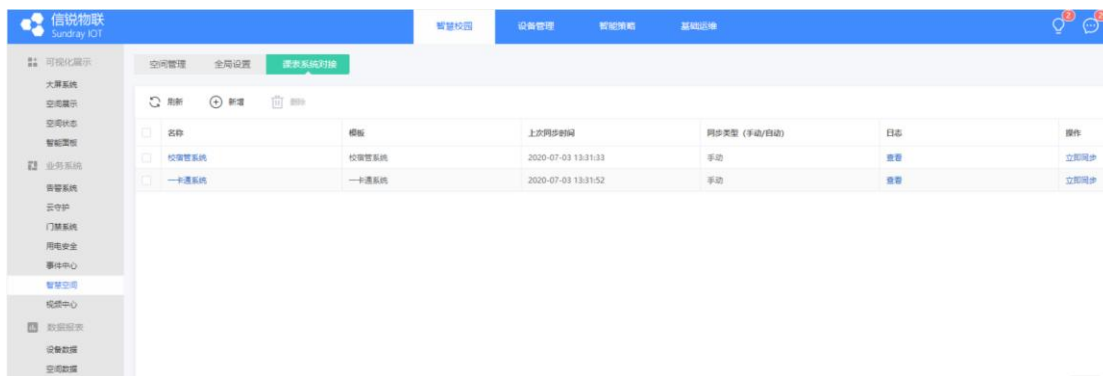 信锐物联
Sundray IOT
智慧校园 设备管理 智能策略 基础运维
2
可视化展示
大屏系统
空间展示
空间状态
智能面板
业务系统
告警系统
云守护
门禁系统
用电安全
事件中心
智慧空间
视频中心
数据报表
设备数据
空间数据
空间管理 全局设置 课表系统对接
刷新 新增 删除
名称 模板 上次同步时间 同步类型 (手动/自动) 日志 操作
校宿管系统 校宿管系统 2020-07-03 13:31:33 手动 查看 立即同步
一卡通系统 一卡通系统 2020-07-03 13:31:52 手动 查看 立即同步